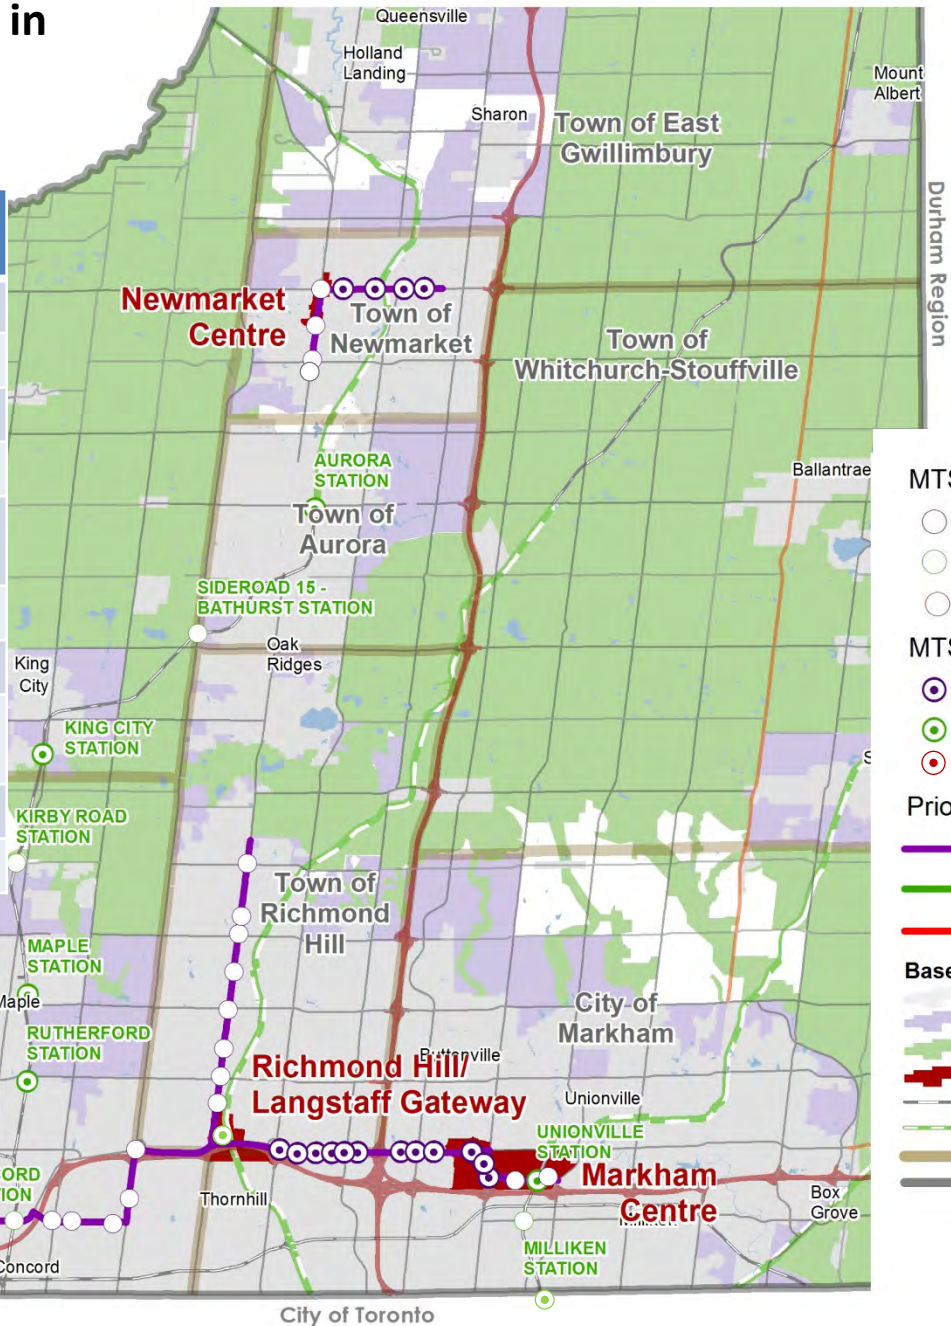 in
Queensville
Holland
Landing
Mount
Albert
Sharon
Town of East
Gwillimbury
Durham Region
Newmarket
Centre
Town of
Newmarket
Town of
Whitchurch-Stouffville
AURORA
STATION
Ballantrae
MTS
Town of
Aurora
SIDEROAD 15 -
BATHURST STATION
Oak
Ridges
King
City
MTS
KING CITY
STATION
S
KIRBY ROAD
STATION
Prio
Town of
Richmond
Hill
MAPLE
STATION
Maple
Base
City of
Markham
RUTHERFORD
STATION
Buttonville
Richmond Hill/
Langstaff Gateway
Unionville
UNIONVILLE
STATION
CORD
TION
Markham
Centre
Thornhill
Box
Grove
Concord
MILLIKEN
STATION
City of Toronto